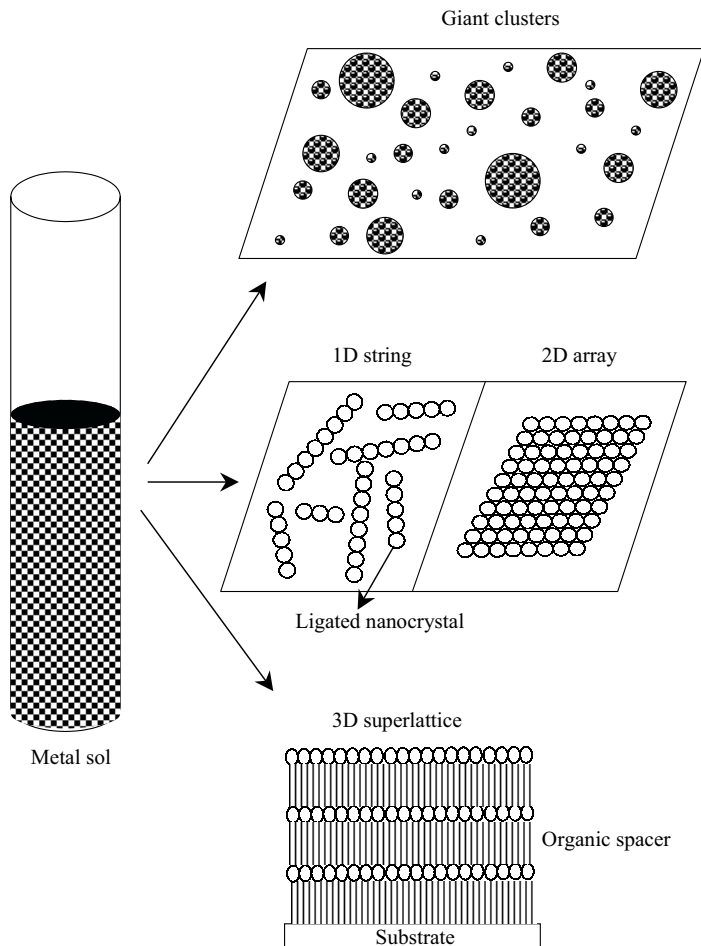 Giant clusters
1D string
2D array
Ligated nanocrystal
Metal sol
3D superlattice
Organic spacer
Substrate